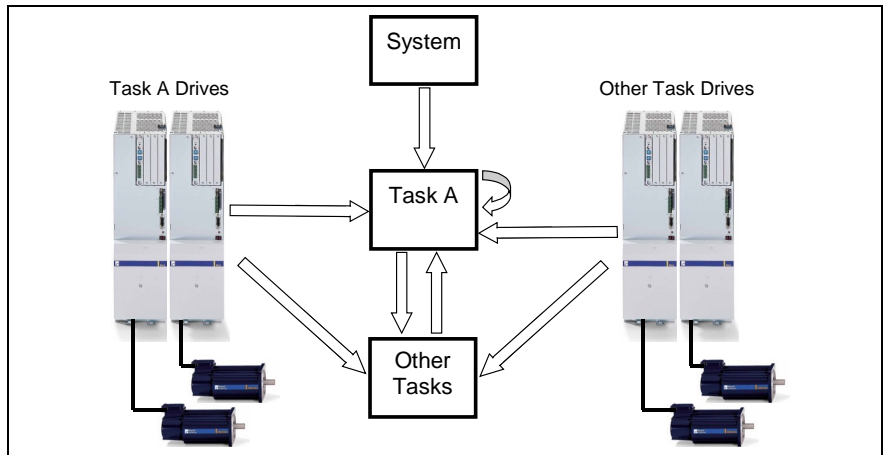 System
Task A Drives
Other Task Drives
Task A
Other
Tasks